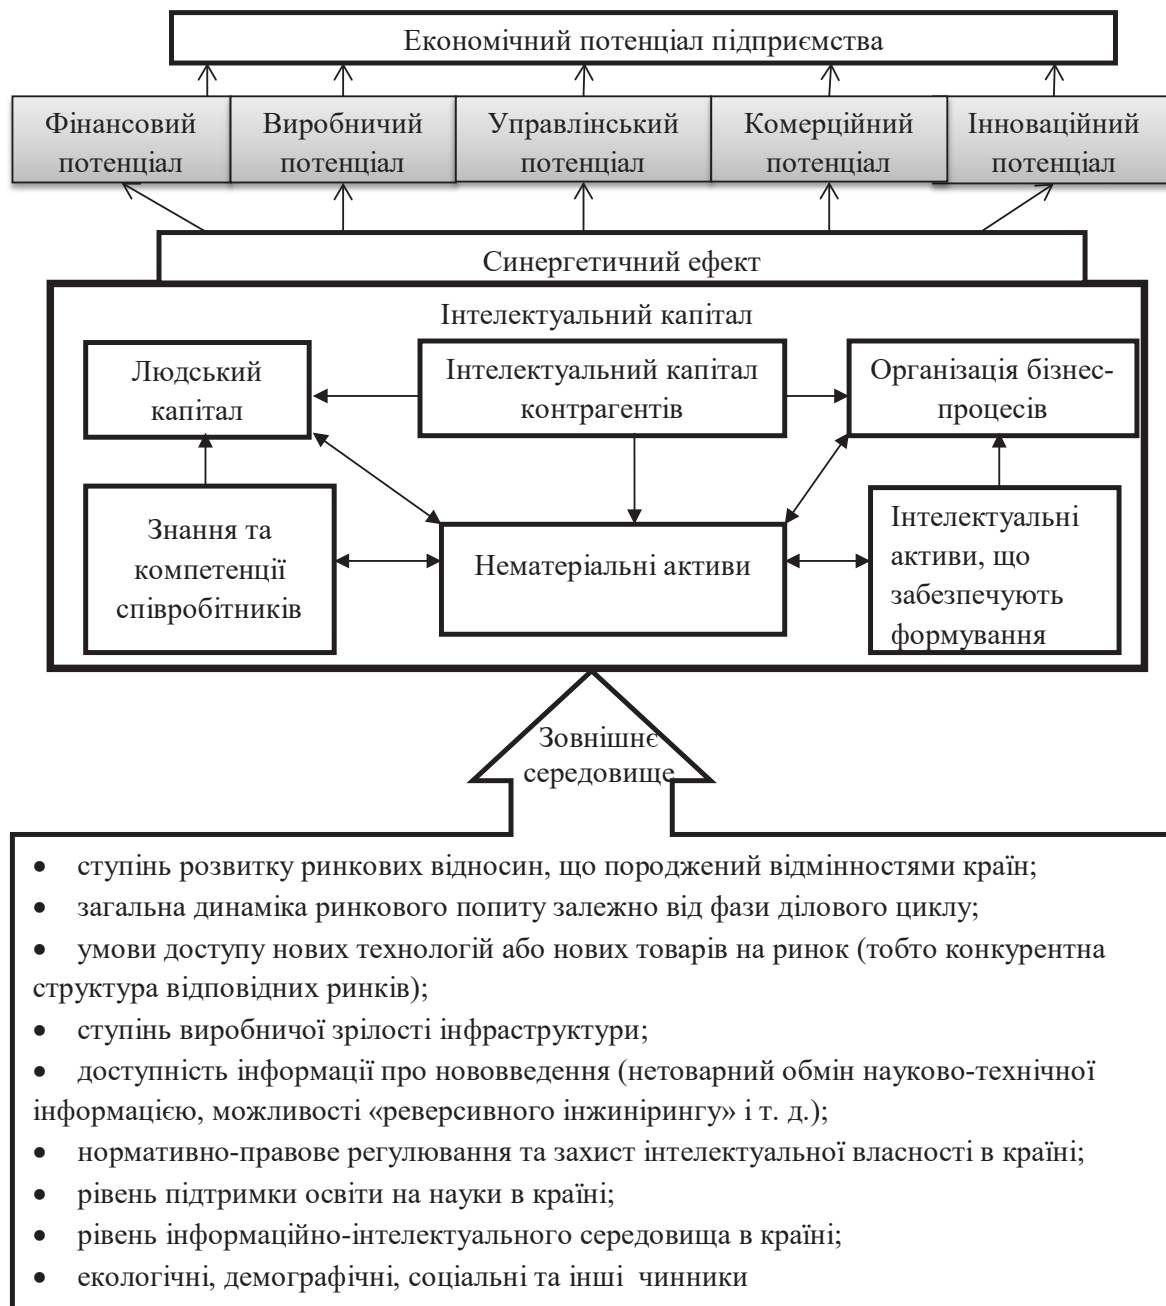 Економічний потенціал підприємства
Фінансовий
потенціал
Виробничий
потенціал
Управлінський
потенціал
Комерційний
потенціал
Інноваційний
потенціал
Синергетичний ефект
Інтелектуальний капітал
Людський
капітал
Інтелектуальний капітал
контрагентів
Організація бізнес-
процесів
Знання та
компетенції
співробітників
Нематеріальні активи
Інтелектуальні
активи, що
забезпечують
формування
Зовнішнє
середовище
• ступінь розвитку ринкових відносин, що породжений відмінностями країн;
• загальна динаміка ринкового попиту залежно від фази ділового циклу;
• умови доступу нових технологій або нових товарів на ринок (тобто конкурентна
структура відповідних ринків);
• ступінь виробничої зрілості інфраструктури;
• доступність інформації про нововведення (нетоварний обмін науково-технічної
інформацією, можливості «реверсивного інжинірингу» і т. д.);
• нормативно-правове регулювання та захист інтелектуальної власності в країні;
• рівень підтримки освіти на науки в країні;
• рівень інформаційно-інтелектуального середовища в країні;
• екологічні, демографічні, соціальні та інші чинники